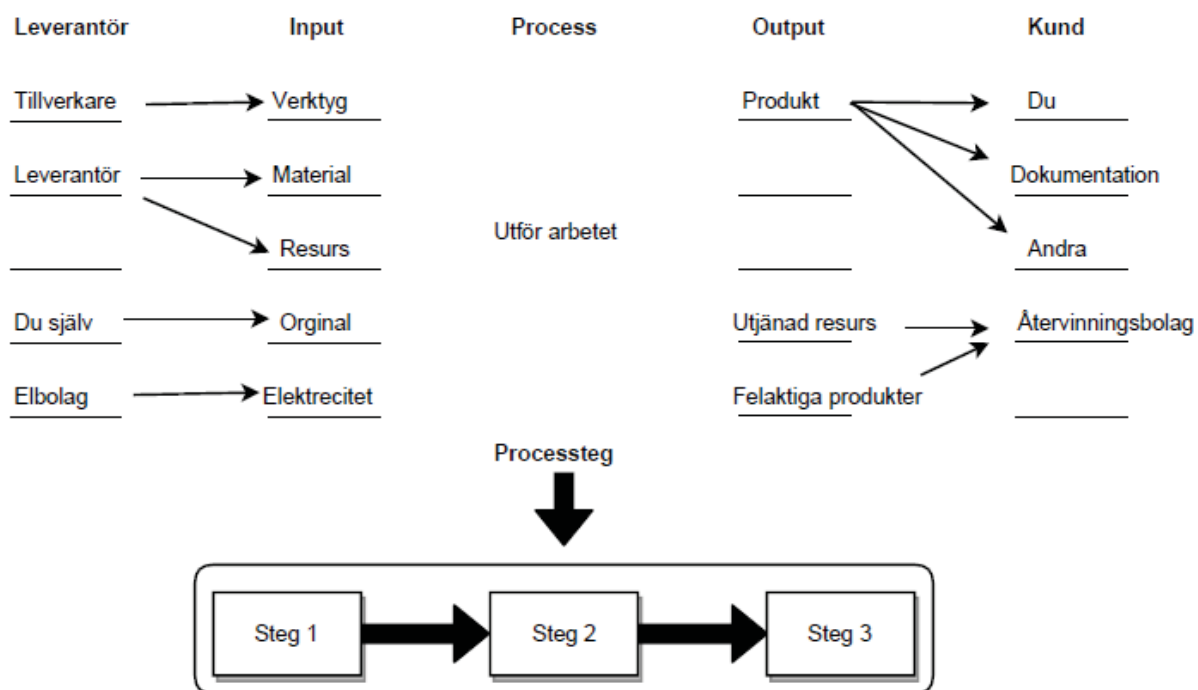 Leverantör Input Process Output Kund
Tillverkare Verktyg Produkt Du
Leverantör Material Dokumentation
Resurs Utför arbetet Andra
Du själv Orginal Utjänad resurs Återvinningsbolag
Elbolag Elektrecitet Felaktiga produkter
Processteg
Steg 1 Steg 2 Steg 3